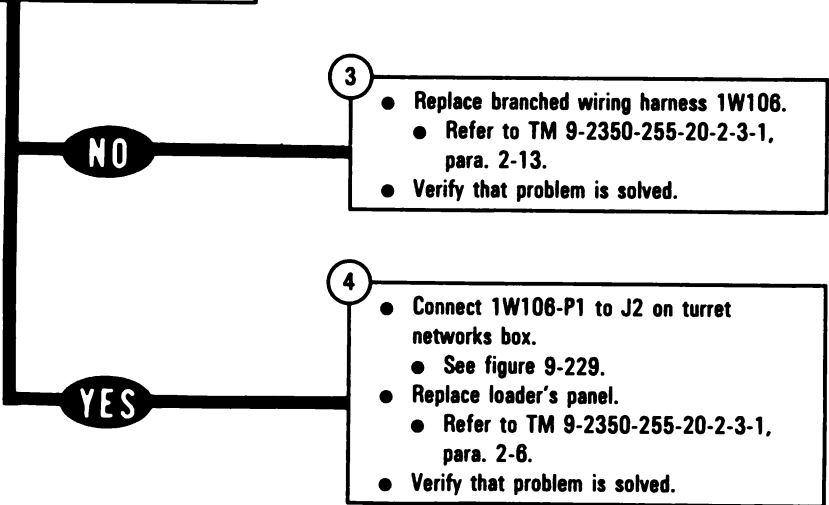 3
● Replace branched wiring harness 1W106.
● Refer to TM 9-2350-255-20-2-3-1,
para. 2-13.
● Verify that problem is solved.
NO
4
● Connect 1W106-P1 to J2 on turret
networks box.
● See figure 9-229.
● Replace loader's panel.
● Refer to TM 9-2350-255-20-2-3-1,
para. 2-6.
● Verify that problem is solved.
YES